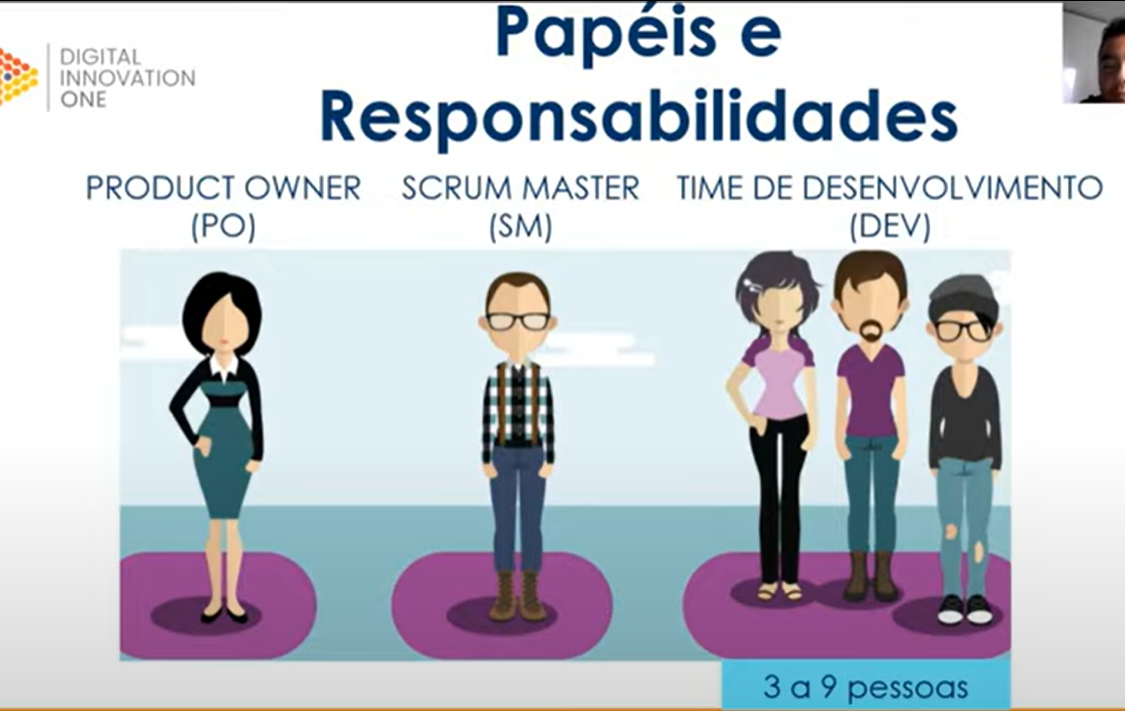 DIGITAL
INNOVATION
ONE
Papéis e
Responsabilidades
PRODUCT OWNER
(PO)
SCRUM MASTER
(SM)
TIME DE DESENVOLVIMENTO
(DEV)
3 a 9 pessoas